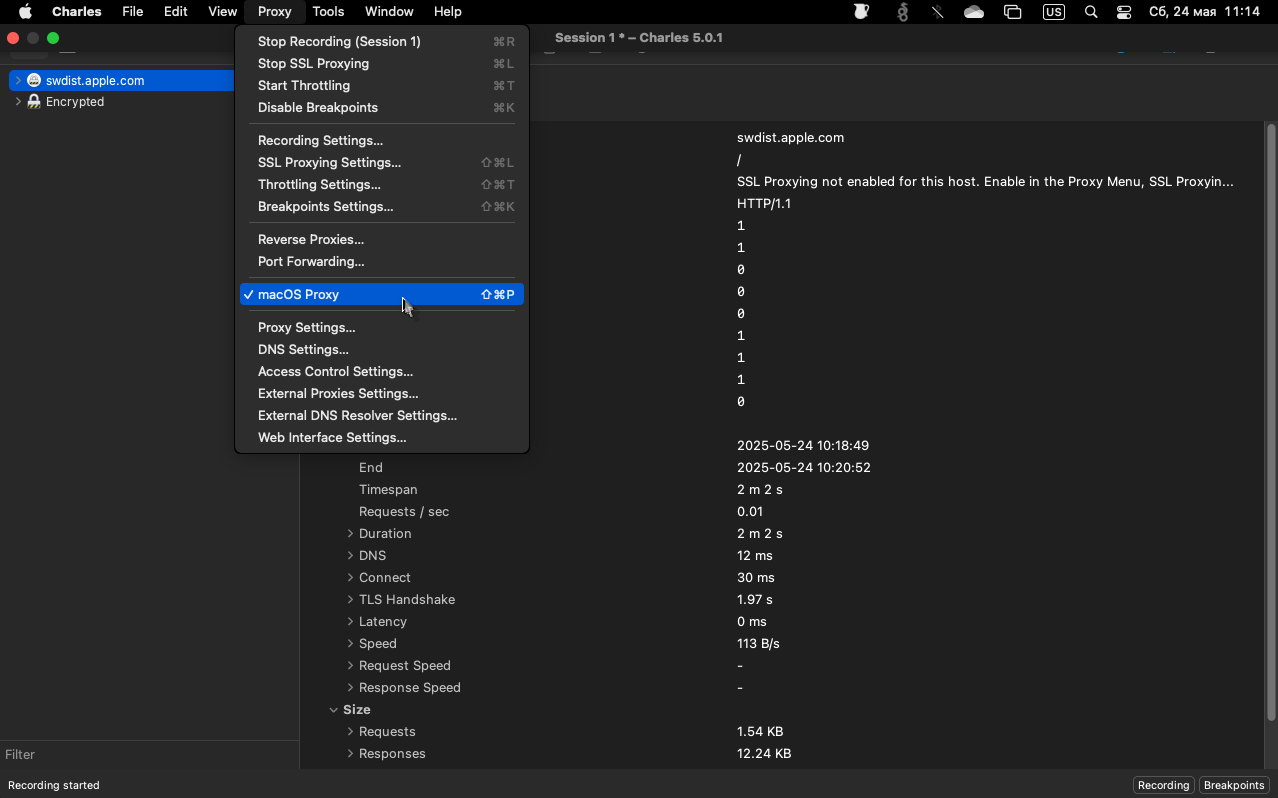 Charles File Edit View Proxy Tools Window Help US Сб, 24 мая 11:14
Session 1 * – Charles 5.0.1
Stop Recording (Session 1) ⌘R
Stop SSL Proxying ⌘L
Start Throttling ⌘T
Disable Breakpoints ⌘K
Recording Settings...
SSL Proxying Settings... ⇧⌘L
Throttling Settings... ⇧⌘T
Breakpoints Settings... ⇧⌘K
Reverse Proxies...
Port Forwarding...
✓ macOS Proxy ⇧⌘P
Proxy Settings...
DNS Settings...
Access Control Settings...
External Proxies Settings...
External DNS Resolver Settings...
Web Interface Settings...
swdist.apple.com
Encrypted
swdist.apple.com
/
SSL Proxying not enabled for this host. Enable in the Proxy Menu, SSL Proxyin...
HTTP/1.1
1
1
0
0
0
1
1
1
0
2025-05-24 10:18:49
End 2025-05-24 10:20:52
Timespan 2 m 2 s
Requests / sec 0.01
Duration 2 m 2 s
DNS 12 ms
Connect 30 ms
TLS Handshake 1.97 s
Latency 0 ms
Speed 113 B/s
Request Speed -
Response Speed -
Size
Requests 1.54 KB
Responses 12.24 KB
Filter
Recording started
Recording Breakpoints